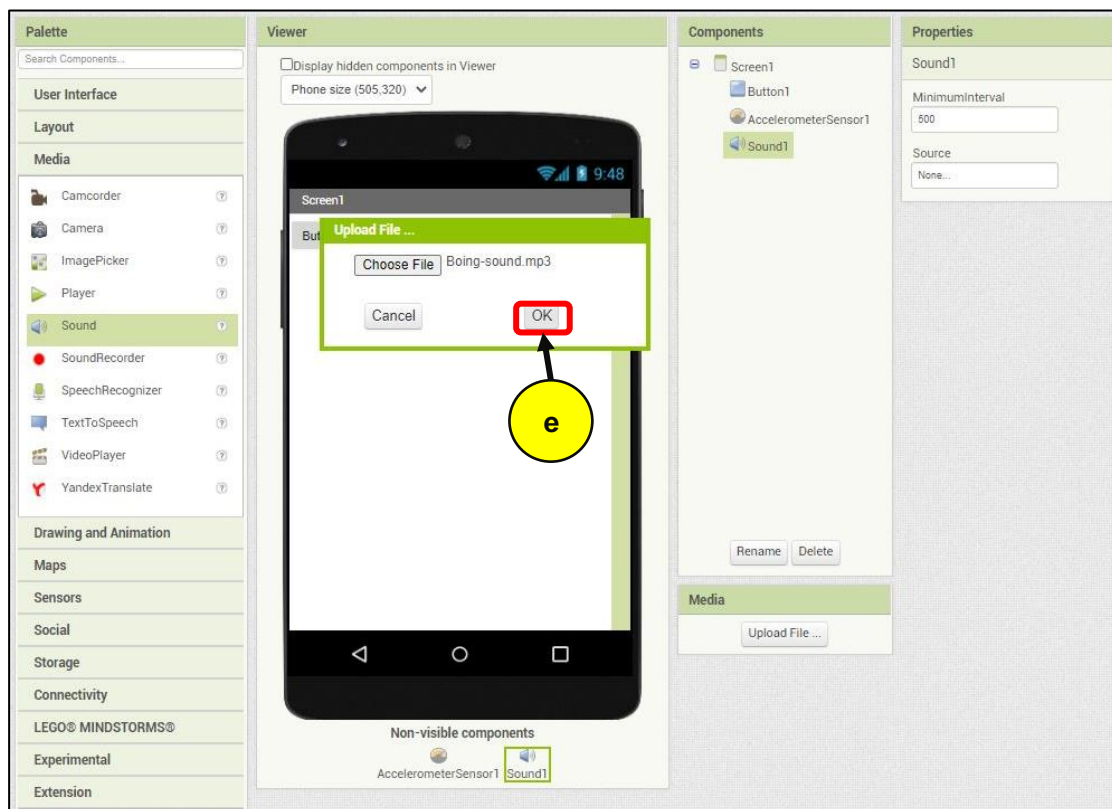 Palette
Search Components...
User Interface
Layout
Media
Camcorder
Camera
ImagePicker
Player
Sound
SoundRecorder
SpeechRecognizer
TextToSpeech
VideoPlayer
YandexTranslate
Drawing and Animation
Maps
Sensors
Social
Storage
Connectivity
LEGO® MINDSTORMS®
Experimental
Extension
Viewer
Display hidden components in Viewer
Phone size (505,320)
9:48
Screen1
But
Upload File ...
Choose File Boing-sound.mp3
Cancel OK
e
Non-visible components
AccelerometerSensor1 Sound1
Components
Screen1
Button1
AccelerometerSensor1
Sound1
Rename Delete
Media
Upload File ...
Properties
Sound1
MinimumInterval
500
Source
None...